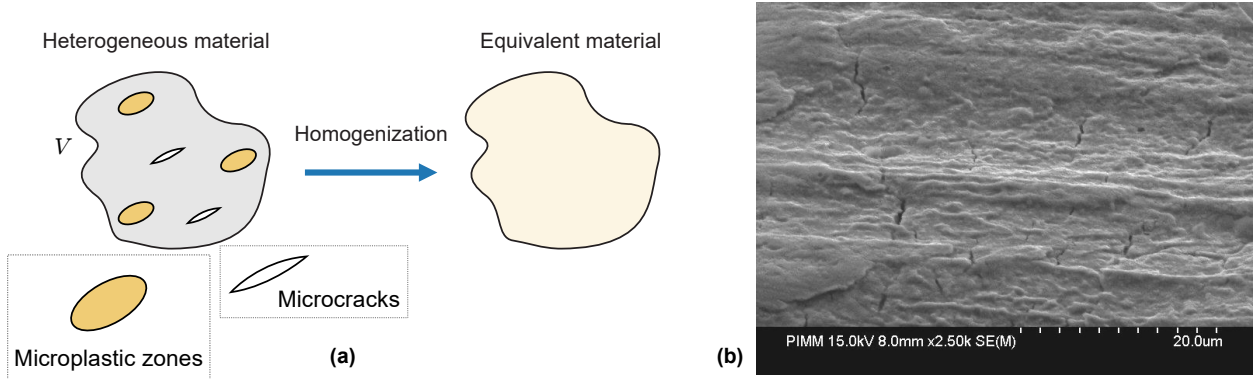 Heterogeneous material
Equivalent material
V
Homogenization
Microcracks
Microplastic zones
(a)
(b)
PIMM 15.0kV 8.0mm x2.50k SE(M)
20.0um